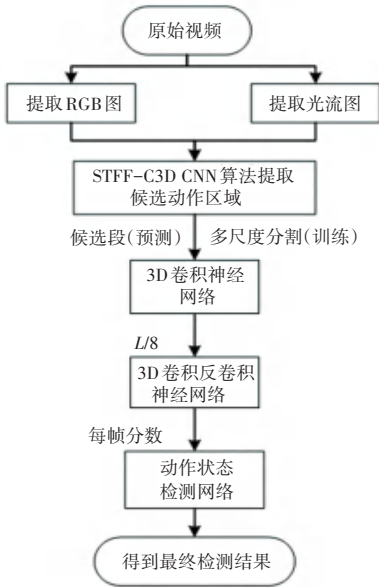 原始视频
提取RGB图
提取光流图
STFF-C3D CNN算法提取
候选动作区域
候选段(预测)
多尺度分割(训练)
3D卷积神经
网络
L/8
3D卷积反卷积
神经网络
每帧分数
动作状态
检测网络
得到最终检测结果